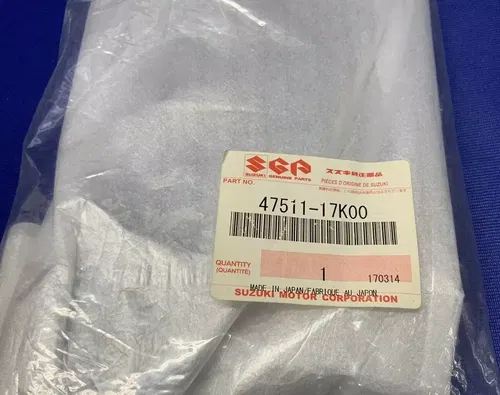 SGP
SUZUKI GENUINE PARTS
スズキ純正部品
PIÈCES D'ORIGINE DE SUZUKI
PART NO.
47511-17K00
QUANTITY
(QUANTITÉ)
1
170314
MADE IN JAPAN/FABRIQUE AU JAPON
SUZUKI MOTOR CORPORATION